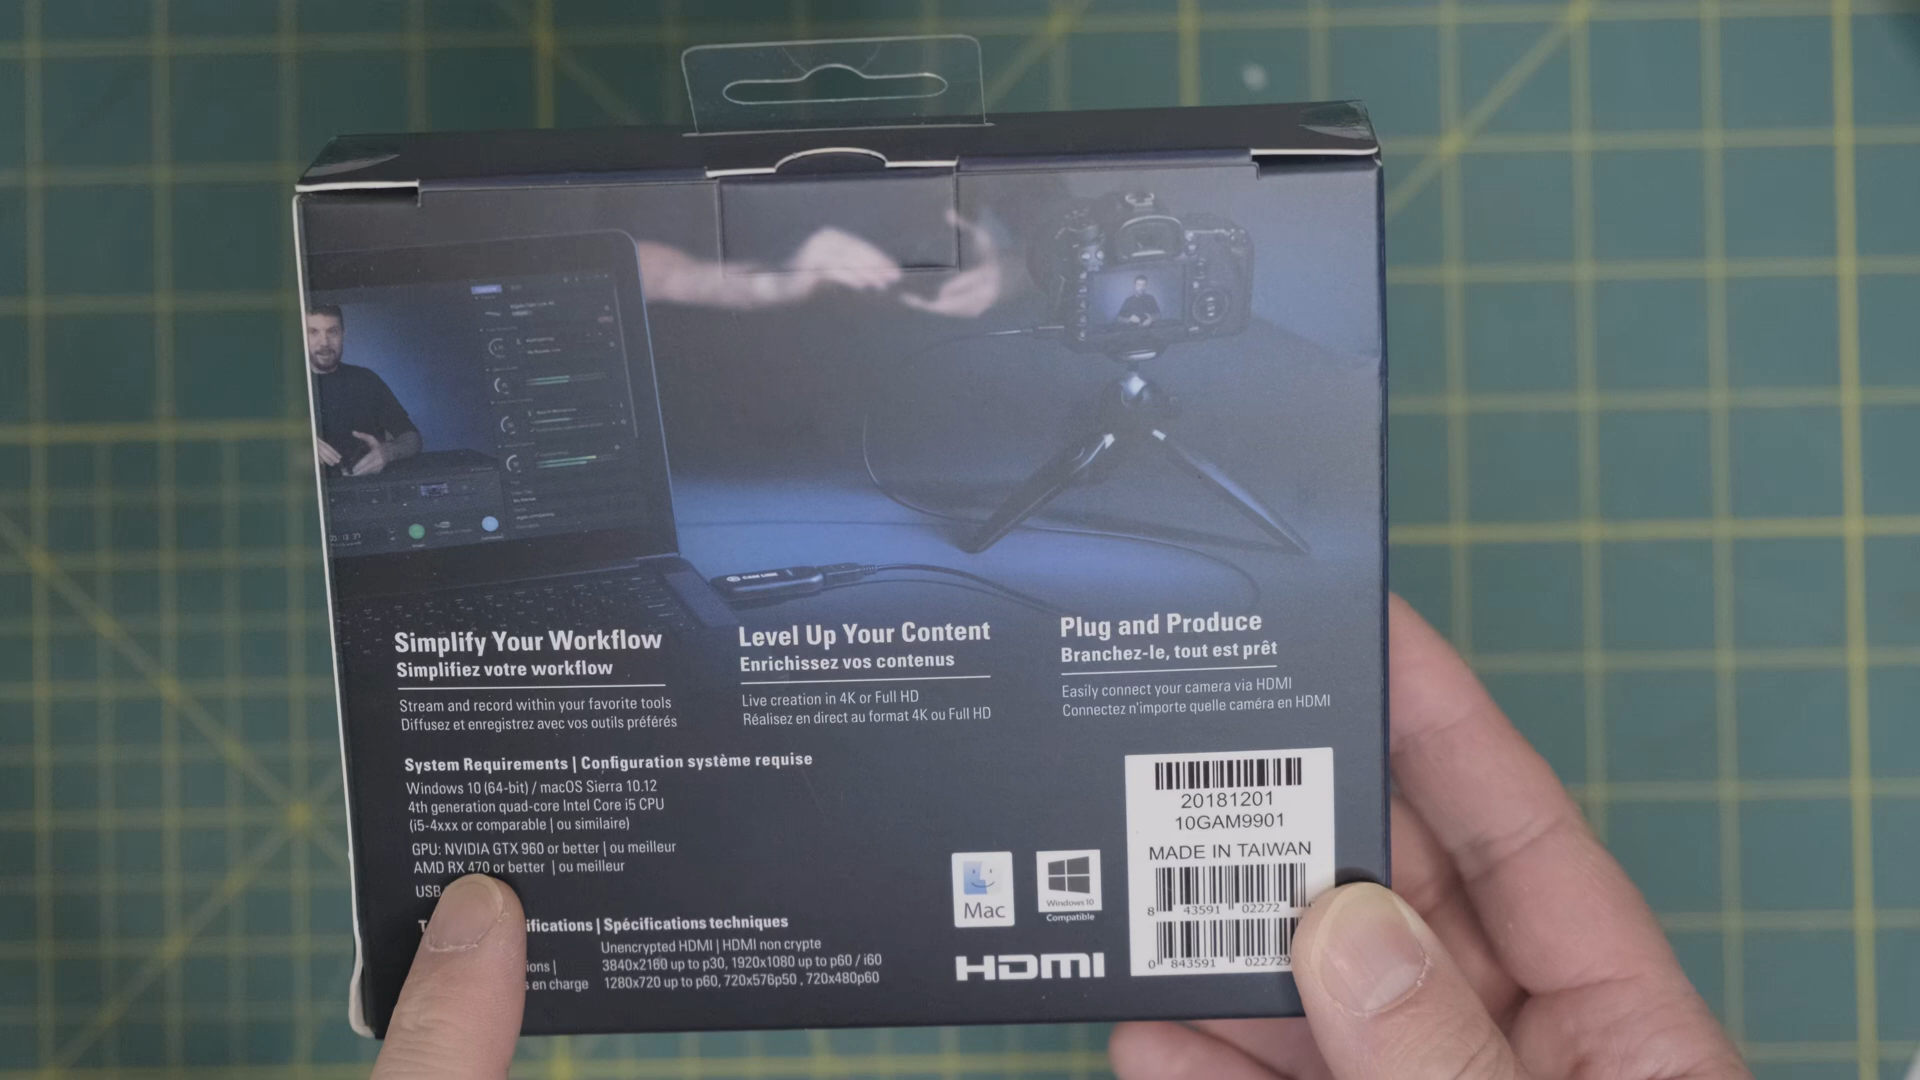 Simplify Your Workflow
Simplifiez votre workflow
Stream and record within your favorite tools
Diffusez et enregistrez avec vos outils préférés
Level Up Your Content
Enrichissez vos contenus
Live creation in 4K or Full HD
Réalisez en direct au format 4K ou Full HD
Plug and Produce
Branchez-le, tout est prêt
Easily connect your camera via HDMI
Connectez n'importe quelle caméra en HDMI
System Requirements | Configuration système requise
Windows 10 (64-bit) / macOS Sierra 10.12
4th generation quad-core Intel Core i5 CPU
(i5-4xxx or comparable | ou similaire)
GPU: NVIDIA GTX 960 or better | ou meilleur
AMD RX 470 or better | ou meilleur
USB
ifications | Spécifications techniques
Unencrypted HDMI | HDMI non crypte
ions | 3840x2160 up to p30, 1920x1080 up to p60 / i60
s en charge 1280x720 up to p60, 720x576p50 , 720x480p60
Mac
Windows 10
Compatible
HDMI
20181201
10GAM9901
MADE IN TAIWAN
8 43591 02272
0 843591 022729
CAM LINK